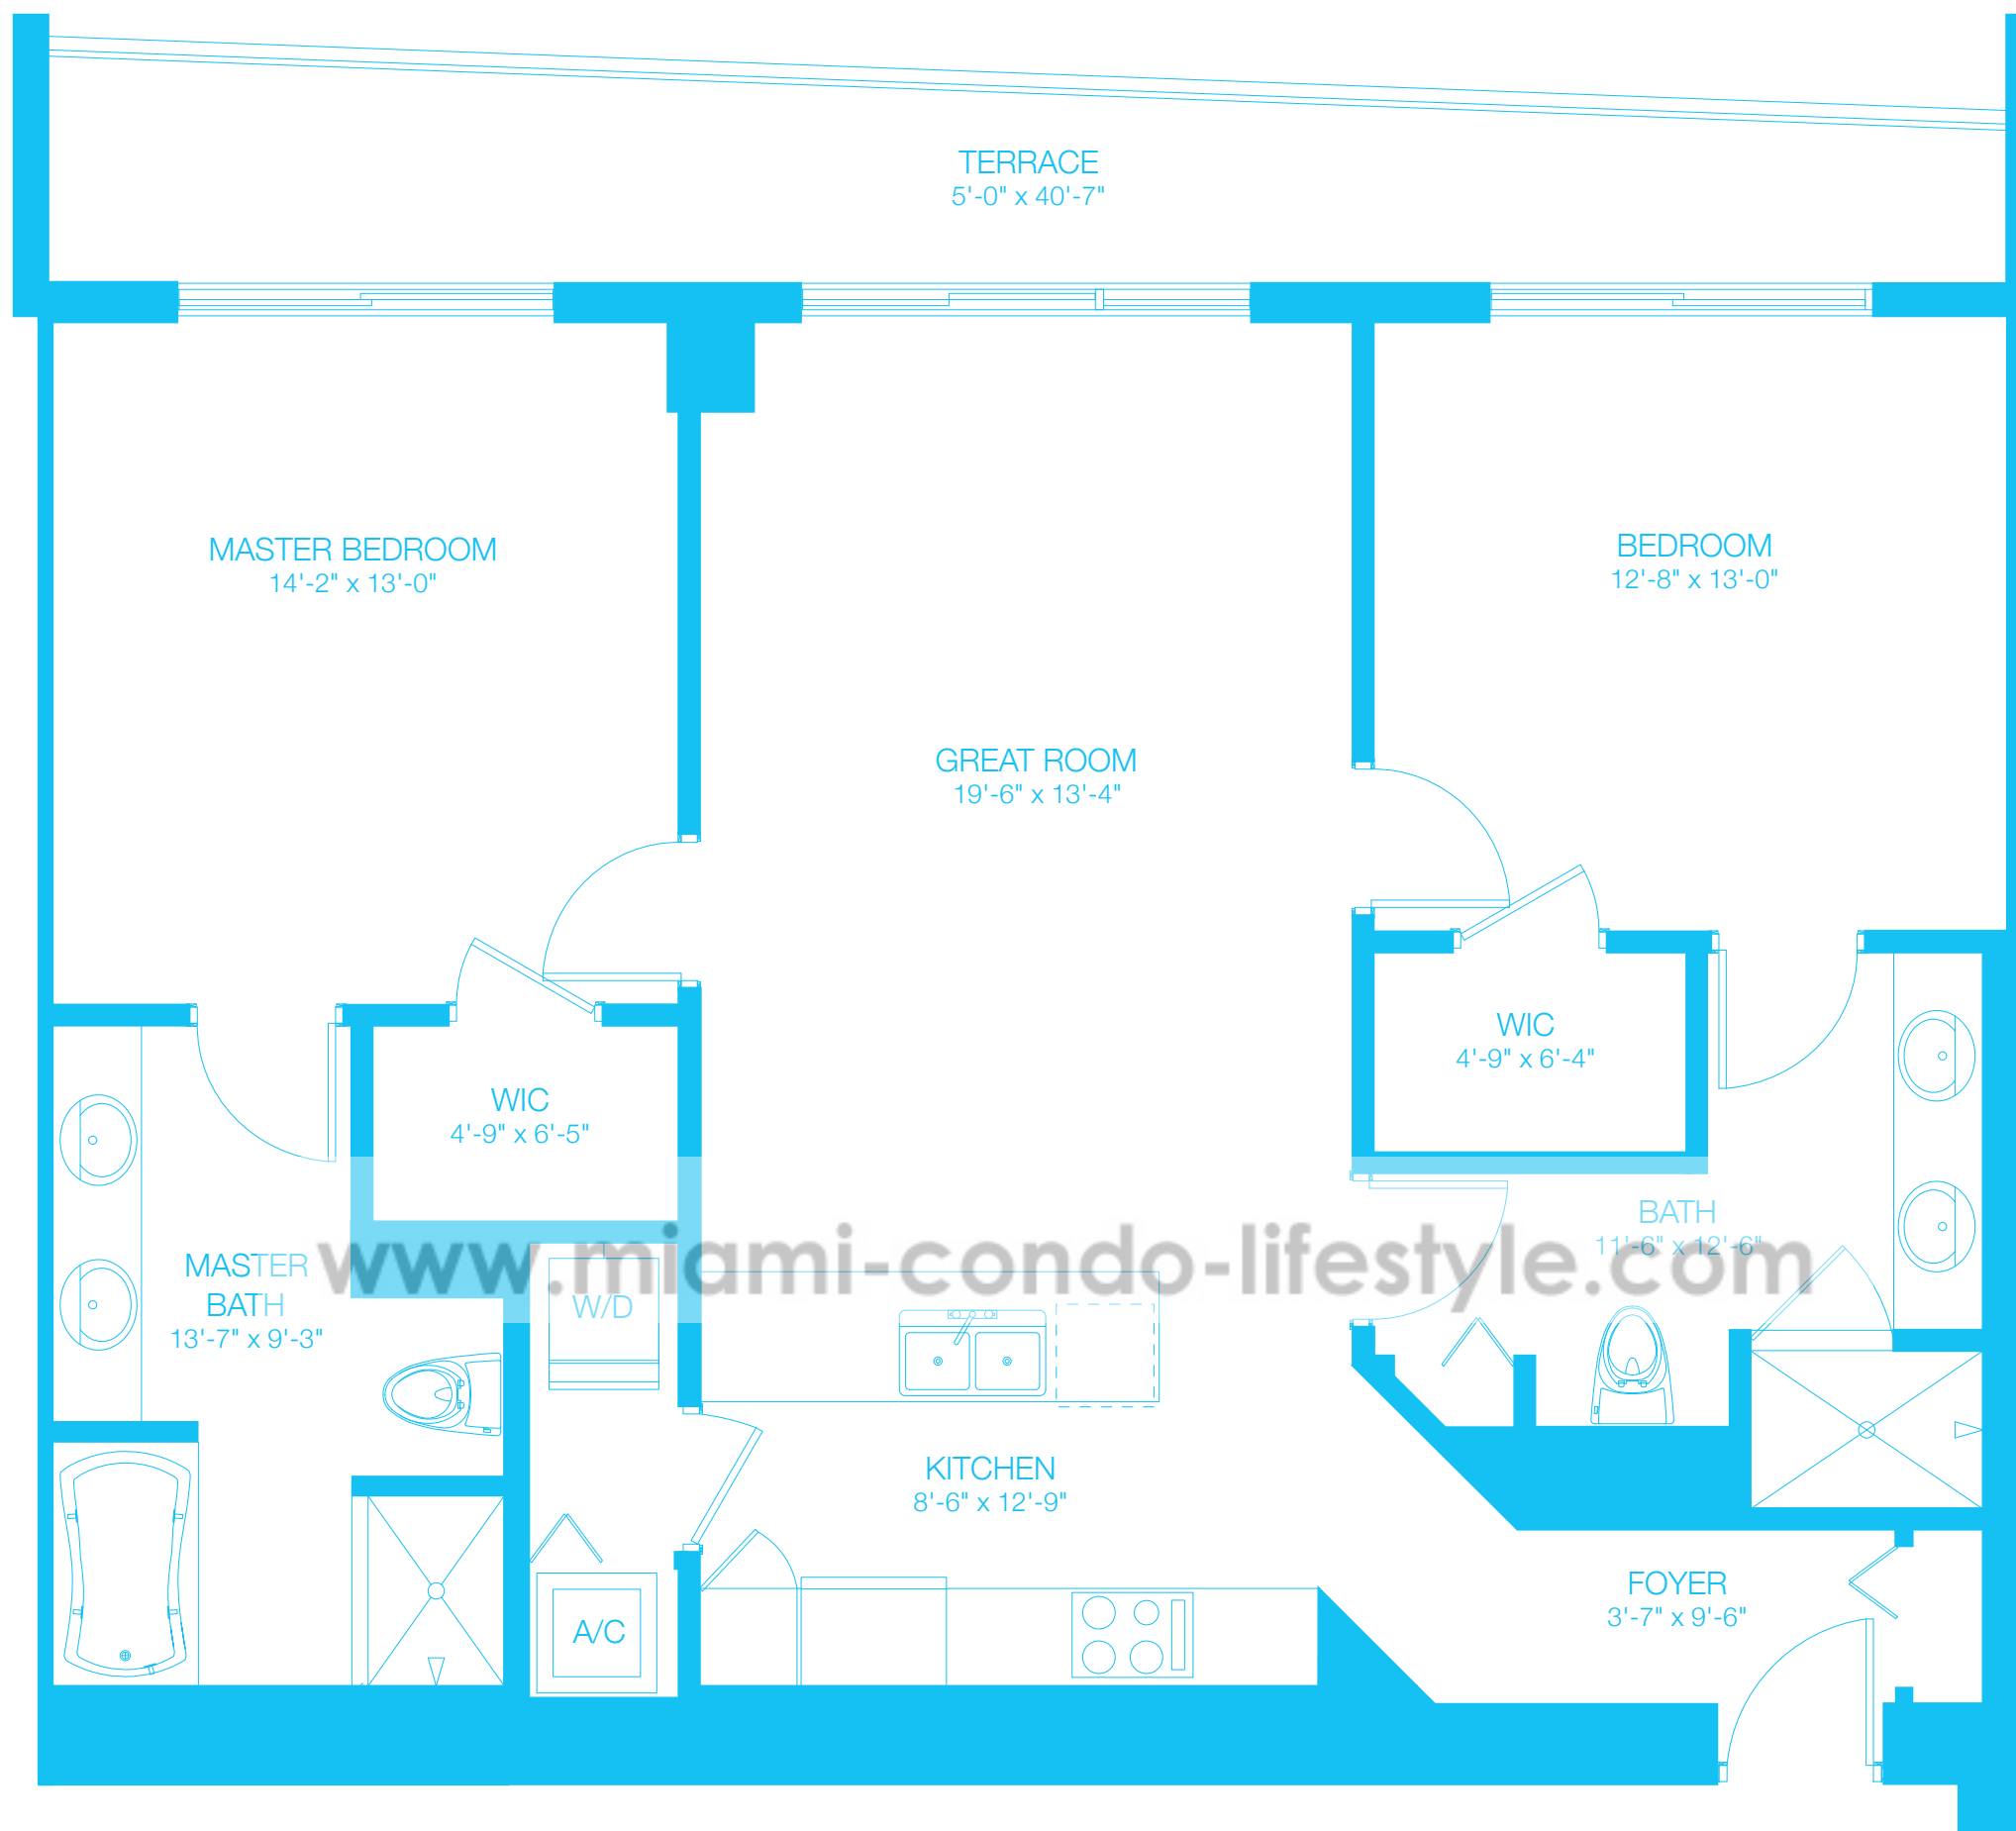 TERRACE
5'-0" x 40'-7"
MASTER BEDROOM
14'-2" x 13'-0"
BEDROOM
12'-8" x 13'-0"
GREAT ROOM
19'-6" x 13'-4"
WIC
4'-9" x 6'-4"
WIC
4'-9" x 6'-5"
BATH
11'-6" x 12'-6"
www.miami-condo-lifestyle.com
MASTER
BATH
13'-7" x 9'-3"
W/D
KITCHEN
8'-6" x 12'-9"
FOYER
3'-7" x 9'-6"
A/C